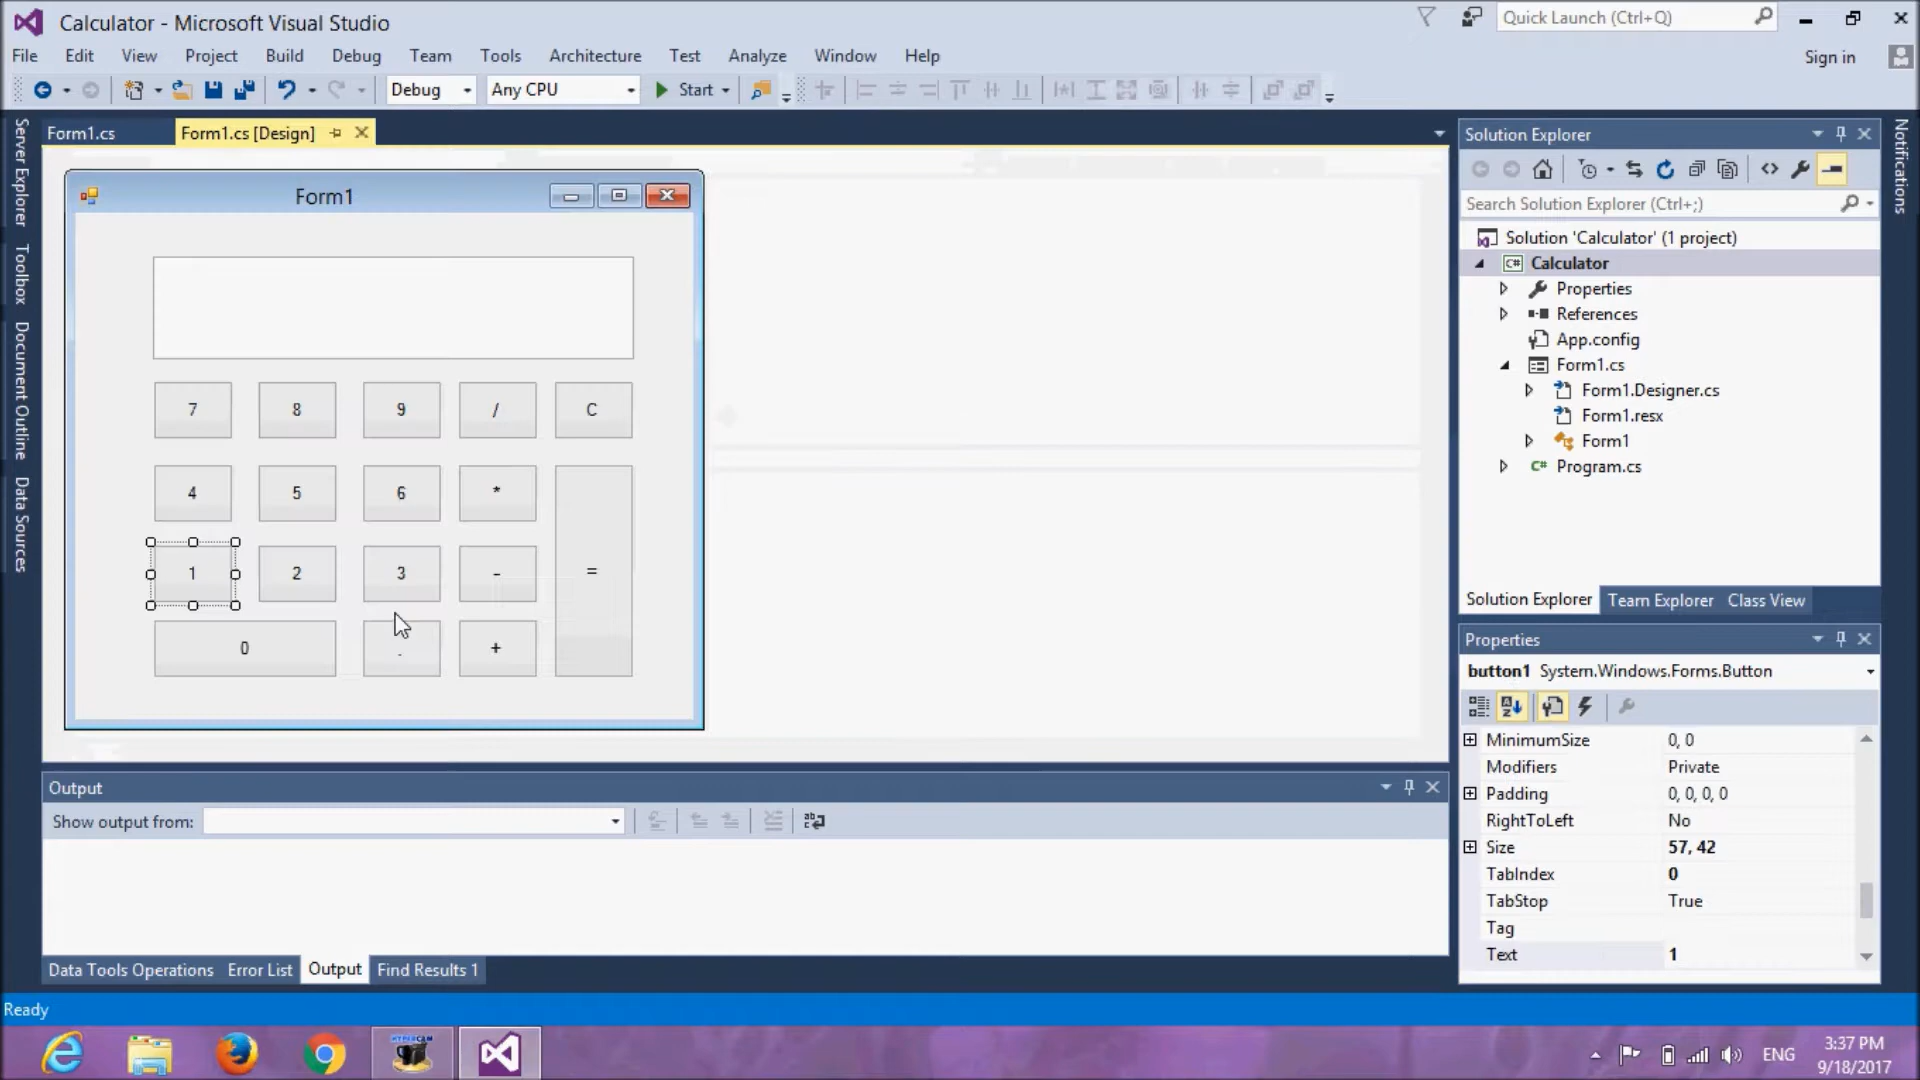 Calculator - Microsoft Visual Studio
Quick Launch (Ctrl+Q)
File Edit View Project Build Debug Team Tools Architecture Test Analyze Window Help
Sign in
Debug Any CPU Start
Server Explorer
Toolbox
Document Outline
Data Sources
Form1.cs Form1.cs [Design]
Form1
7 8 9 / C
4 5 6 *
1 2 3 - =
0 . +
Output
Show output from:
Data Tools Operations Error List Output Find Results 1
Solution Explorer
Search Solution Explorer (Ctrl+;)
Solution 'Calculator' (1 project)
C# Calculator
Properties
References
App.config
Form1.cs
Form1.Designer.cs
Form1.resx
Form1
C# Program.cs
Solution Explorer Team Explorer Class View
Properties
button1 System.Windows.Forms.Button
MinimumSize 0, 0
Modifiers Private
Padding 0, 0, 0, 0
RightToLeft No
Size 57, 42
TabIndex 0
TabStop True
Tag
Text 1
Notifications
Ready
HYPERCAM
ENG
3:37 PM
9/18/2017